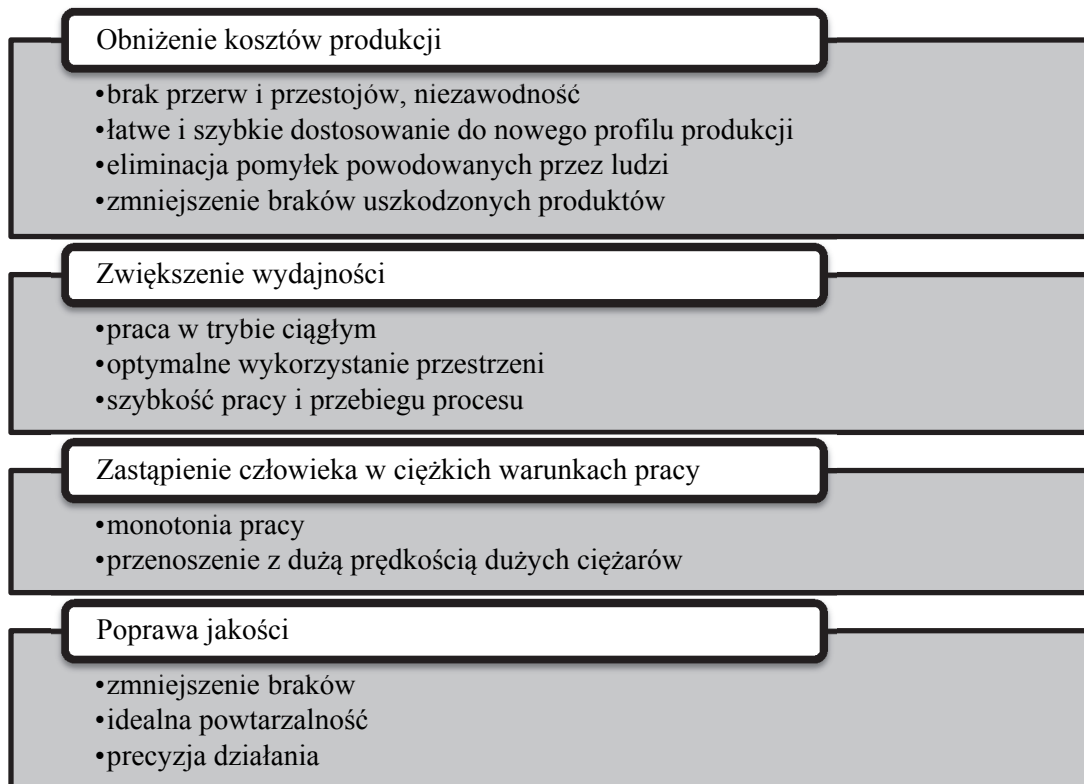 Obniżenie kosztów produkcji
•brak przerw i przestojów, niezawodność
•łatwe i szybkie dostosowanie do nowego profilu produkcji
•eliminacja pomyłek powodowanych przez ludzi
•zmniejszenie braków uszkodzonych produktów
Zwiększenie wydajności
•praca w trybie ciągłym
•optymalne wykorzystanie przestrzeni
•szybkość pracy i przebiegu procesu
Zastąpienie człowieka w ciężkich warunkach pracy
•monotonia pracy
•przenoszenie z dużą prędkością dużych ciężarów
Poprawa jakości
•zmniejszenie braków
•idealna powtarzalność
•precyzja działania